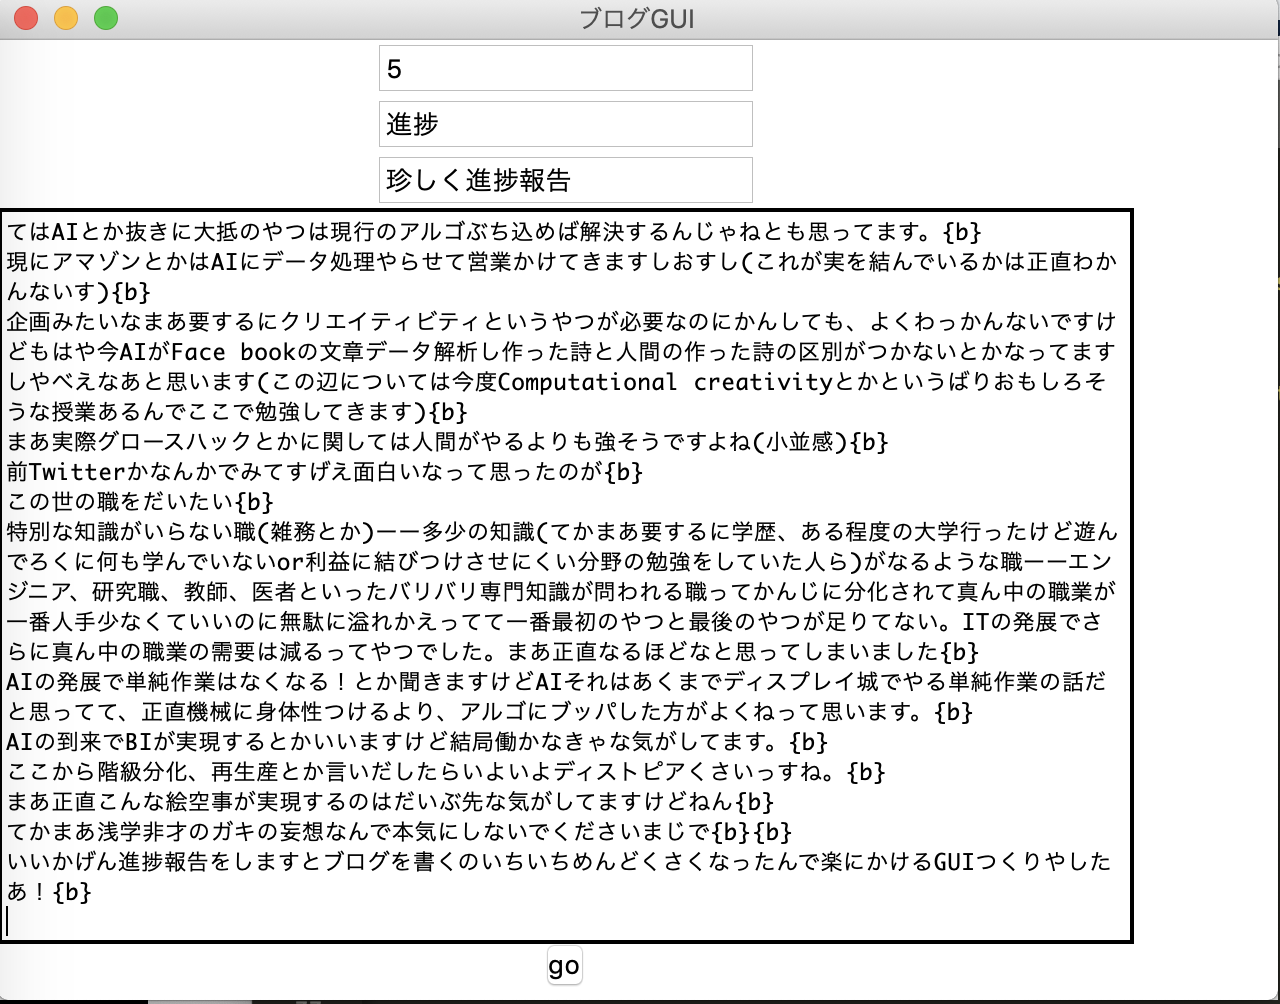 ブログGUI
5
進捗
珍しく進捗報告
てはAIとか抜きに大抵のやつは現行のアルゴぶち込めば解決するんじゃねとも思ってます。{b}
現にアマゾンとかはAIにデータ処理やらせて営業かけてきますしおすし(これが実を結んでいるかは正直わか
んないす){b}
企画みたいなまあ要するにクリエイティビティというやつが必要なのにかんしても、よくわっかんないですけ
どもはや今AIがFace bookの文章データ解析し作った詩と人間の作った詩の区別がつかないとかなってます
しやべえなあと思います(この辺については今度Computational creativityとかというばりおもしろそ
うな授業あるんでここで勉強してきます){b}
まあ実際グロースハックとかに関しては人間がやるよりも強そうですよね(小並感){b}
前Twitterかなんかでみてすげえ面白いなって思ったのが{b}
この世の職をだいたい{b}
特別な知識がいらない職(雑務とか)ーー多少の知識(てかまあ要するに学歴、ある程度の大学行ったけど遊ん
でろくに何も学んでいないor利益に結びつけさせにくい分野の勉強をしていた人ら)がなるような職ーーエン
ジニア、研究職、教師、医者といったバリバリ専門知識が問われる職ってかんじに分化されて真ん中の職業が
一番人手少なくていいのに無駄に溢れかえってて一番最初のやつと最後のやつが足りてない。ITの発展でさ
らに真ん中の職業の需要は減るってやつでした。まあ正直なるほどなと思ってしまいました{b}
AIの発展で単純作業はなくなる！とか聞きますけどAIそれはあくまでディスプレイ城でやる単純作業の話だ
と思ってて、正直機械に身体性つけるより、アルゴにブッパした方がよくねって思います。{b}
AIの到来でBIが実現するとかいいますけど結局働かなきゃな気がしてます。{b}
ここから階級分化、再生産とか言いだしたらいよいよディストピアくさいっすね。{b}
まあ正直こんな絵空事が実現するのはだいぶ先な気がしてますけどねん{b}
てかまあ浅学非才のガキの妄想なんで本気にしないでくださいまじで{b}{b}
いいかげん進捗報告をしますとブログを書くのいちいちめんどくさくなったんで楽にかけるGUIつくりやした
あ！{b}
go